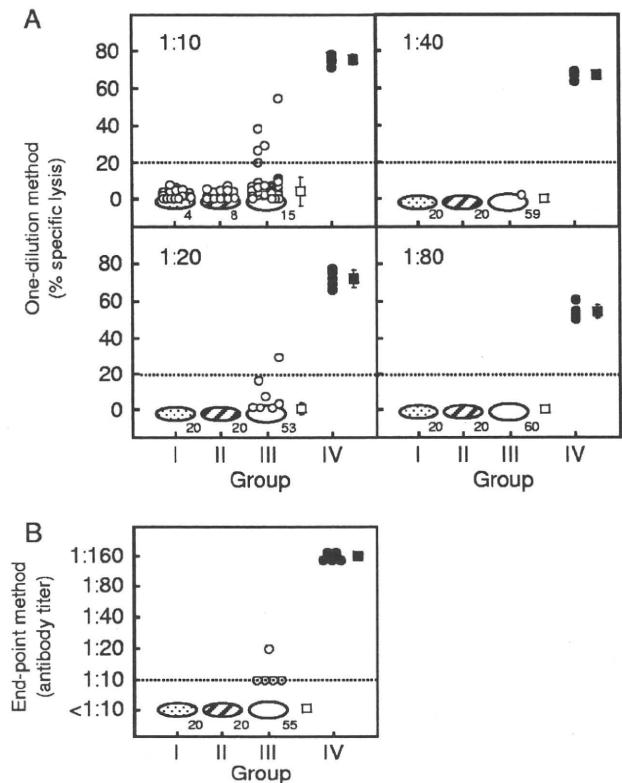 A
One-dilution method
(% specific lysis)
1:10
80
60
40
20
0
4 8 15
1:40
20 20 59
1:20
80
60
40
20
0
20 20 53
1:80
20 20 60
I II III IV
I II III IV
Group
Group
B
End-point method
(antibody titer)
1:160
1:80
1:40
1:20
1:10
<1:10
20 20 55
I II III IV
Group